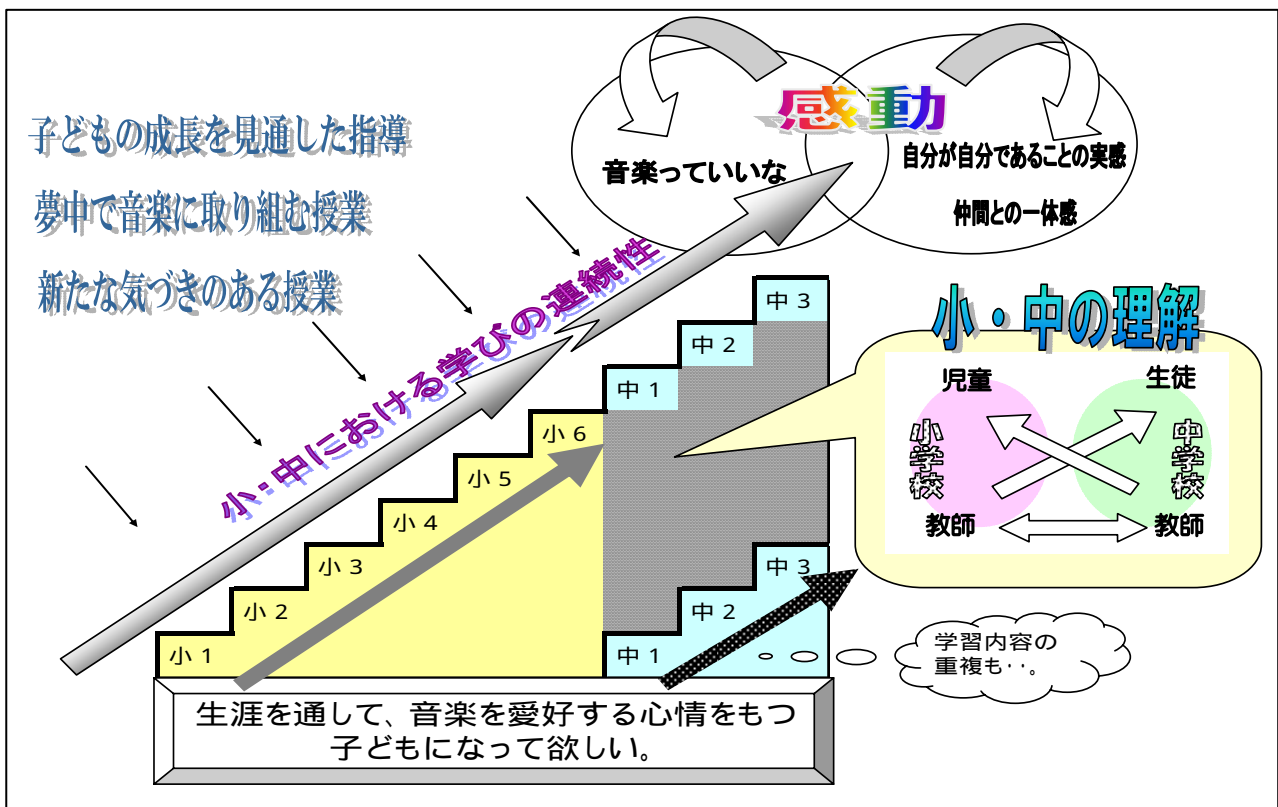 感動
音楽っていいな
自分が自分であることの実感
仲間との一体感
子どもの成長を見通した指導
夢中で音楽に取り組む授業
新たな気づきのある授業
小・中における学びの連続性
小・中の理解
児童
生徒
小学校
中学校
教師
教師
中3
中2
中1
小6
小5
小4
小3
小2
小1
中3
中2
中1
学習内容の
重複も・・。
生涯を通して、音楽を愛好する心情をもつ
子どもになって欲しい。